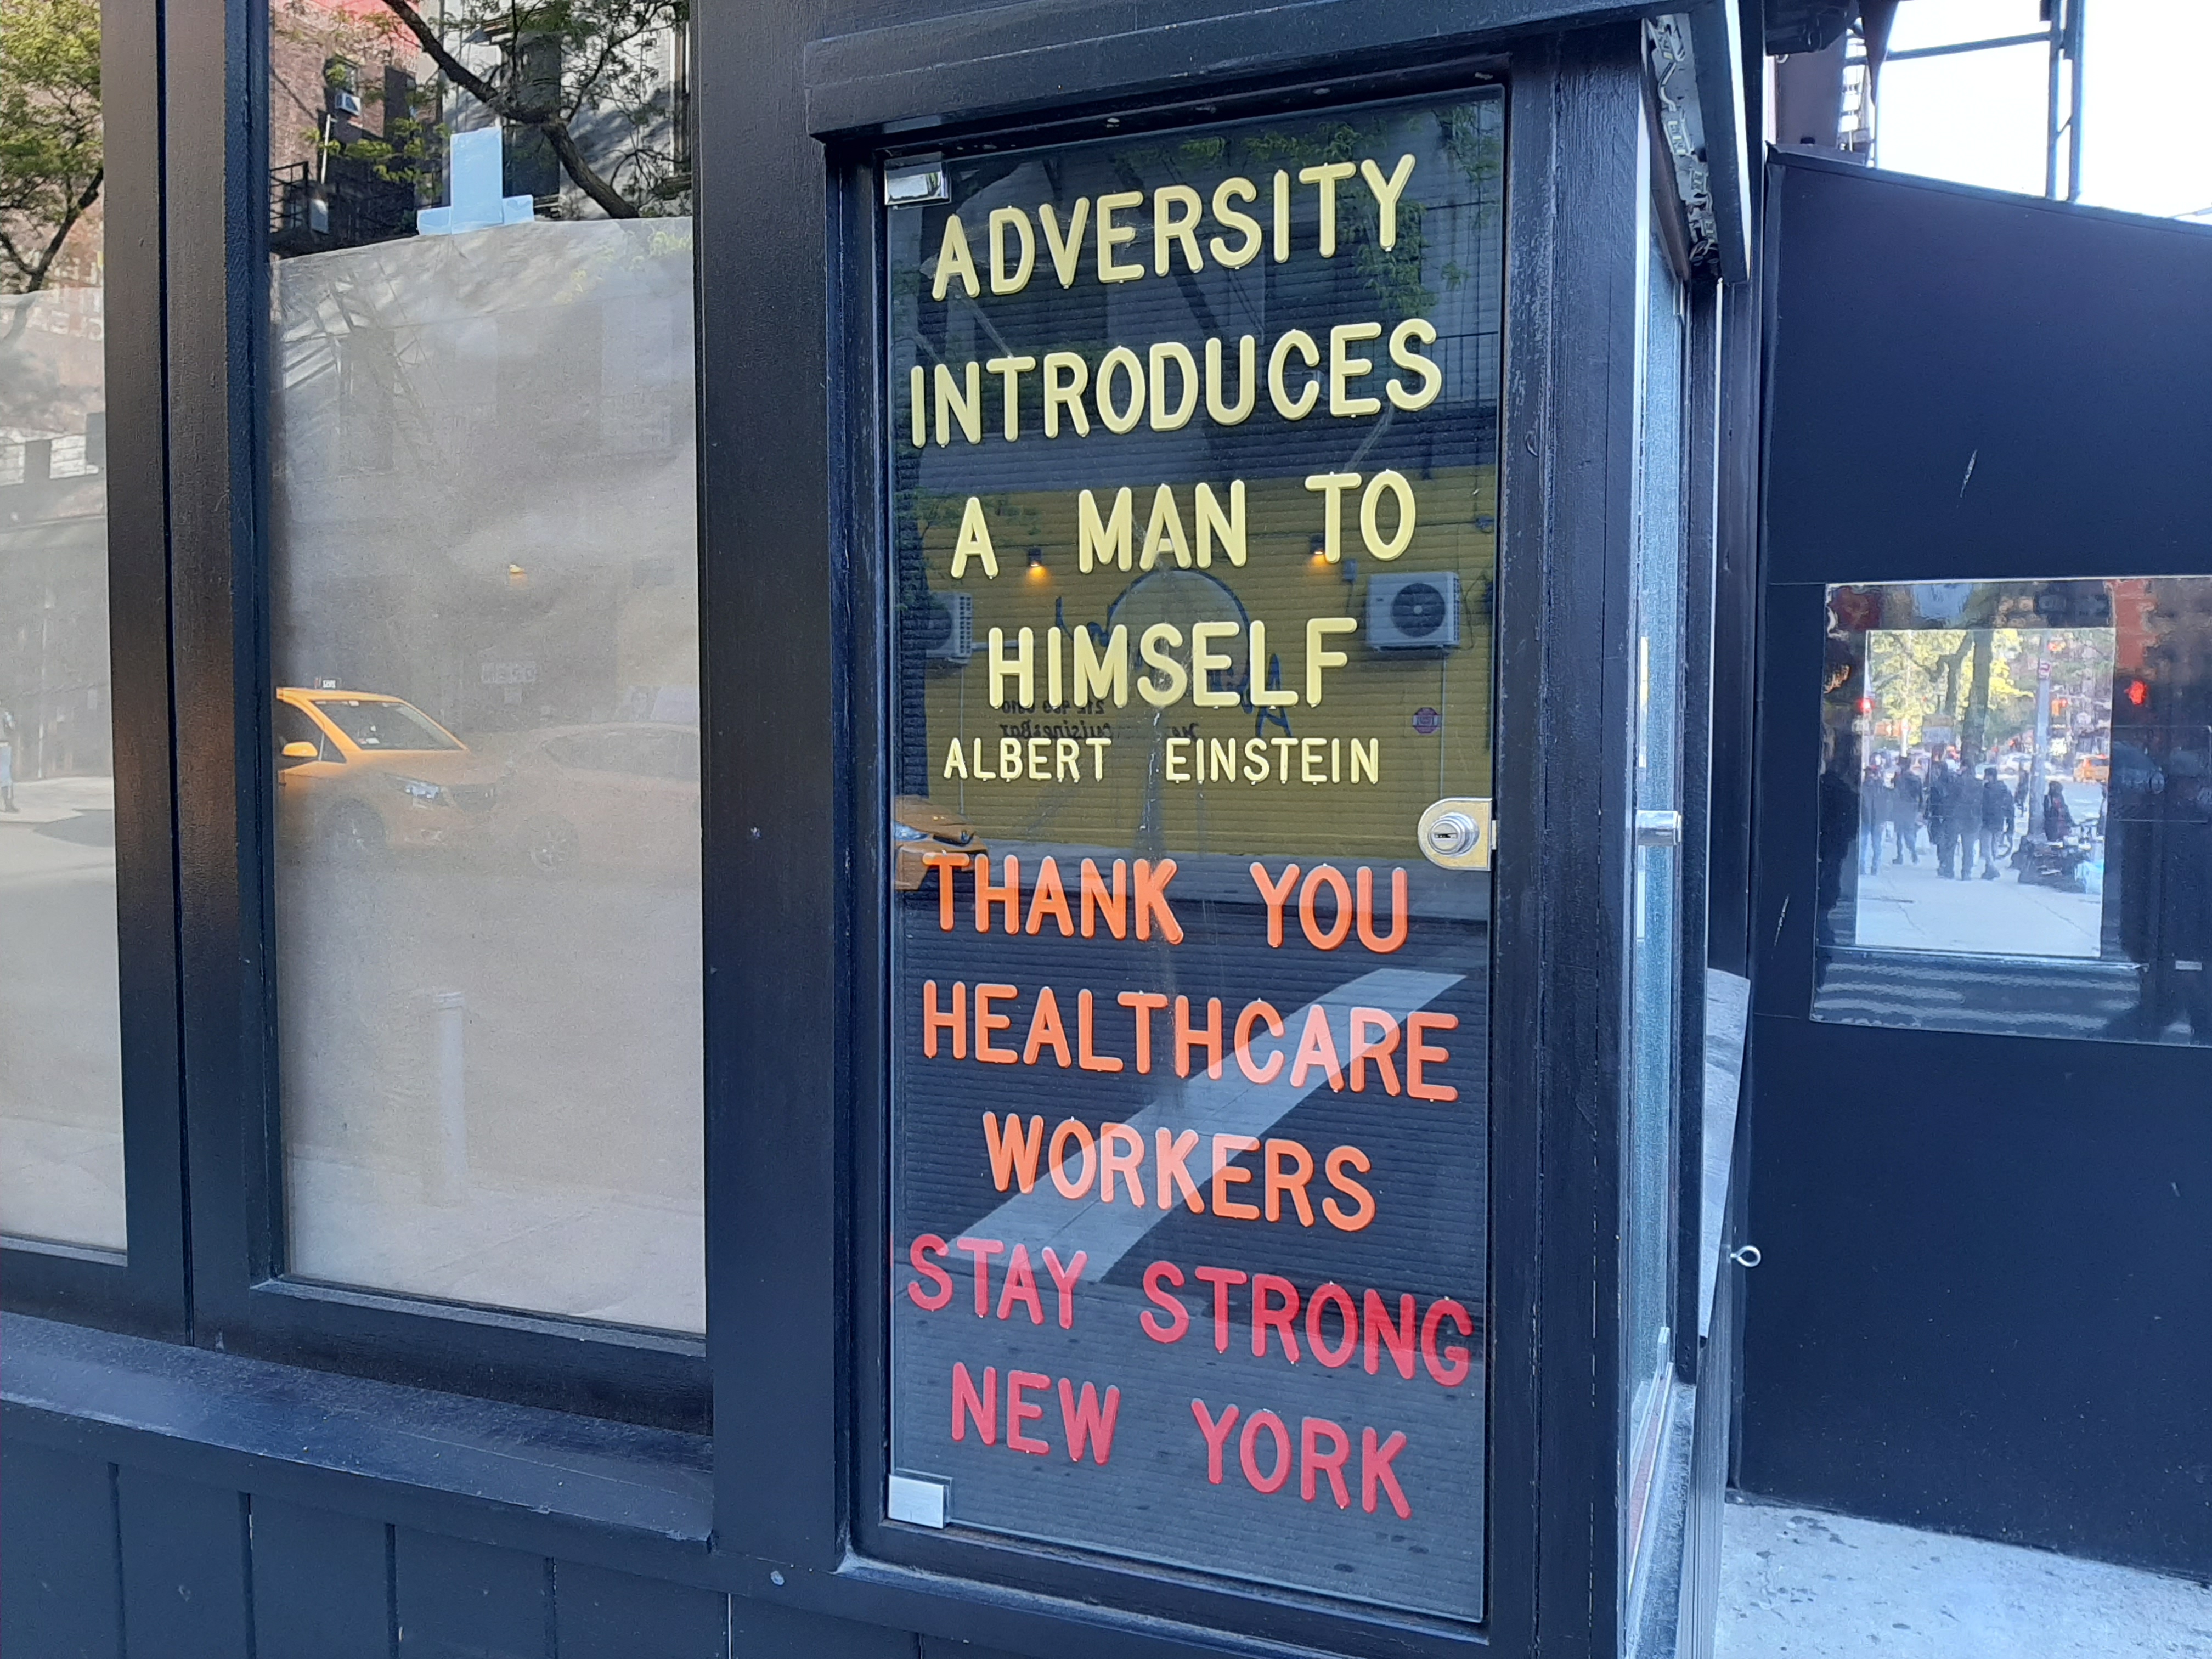 ADVERSITY
INTRODUCES
A MAN TO
HIMSELF
ALBERT EINSTEIN
THANK YOU
HEALTHCARE
WORKERS
STAY STRONG
NEW YORK